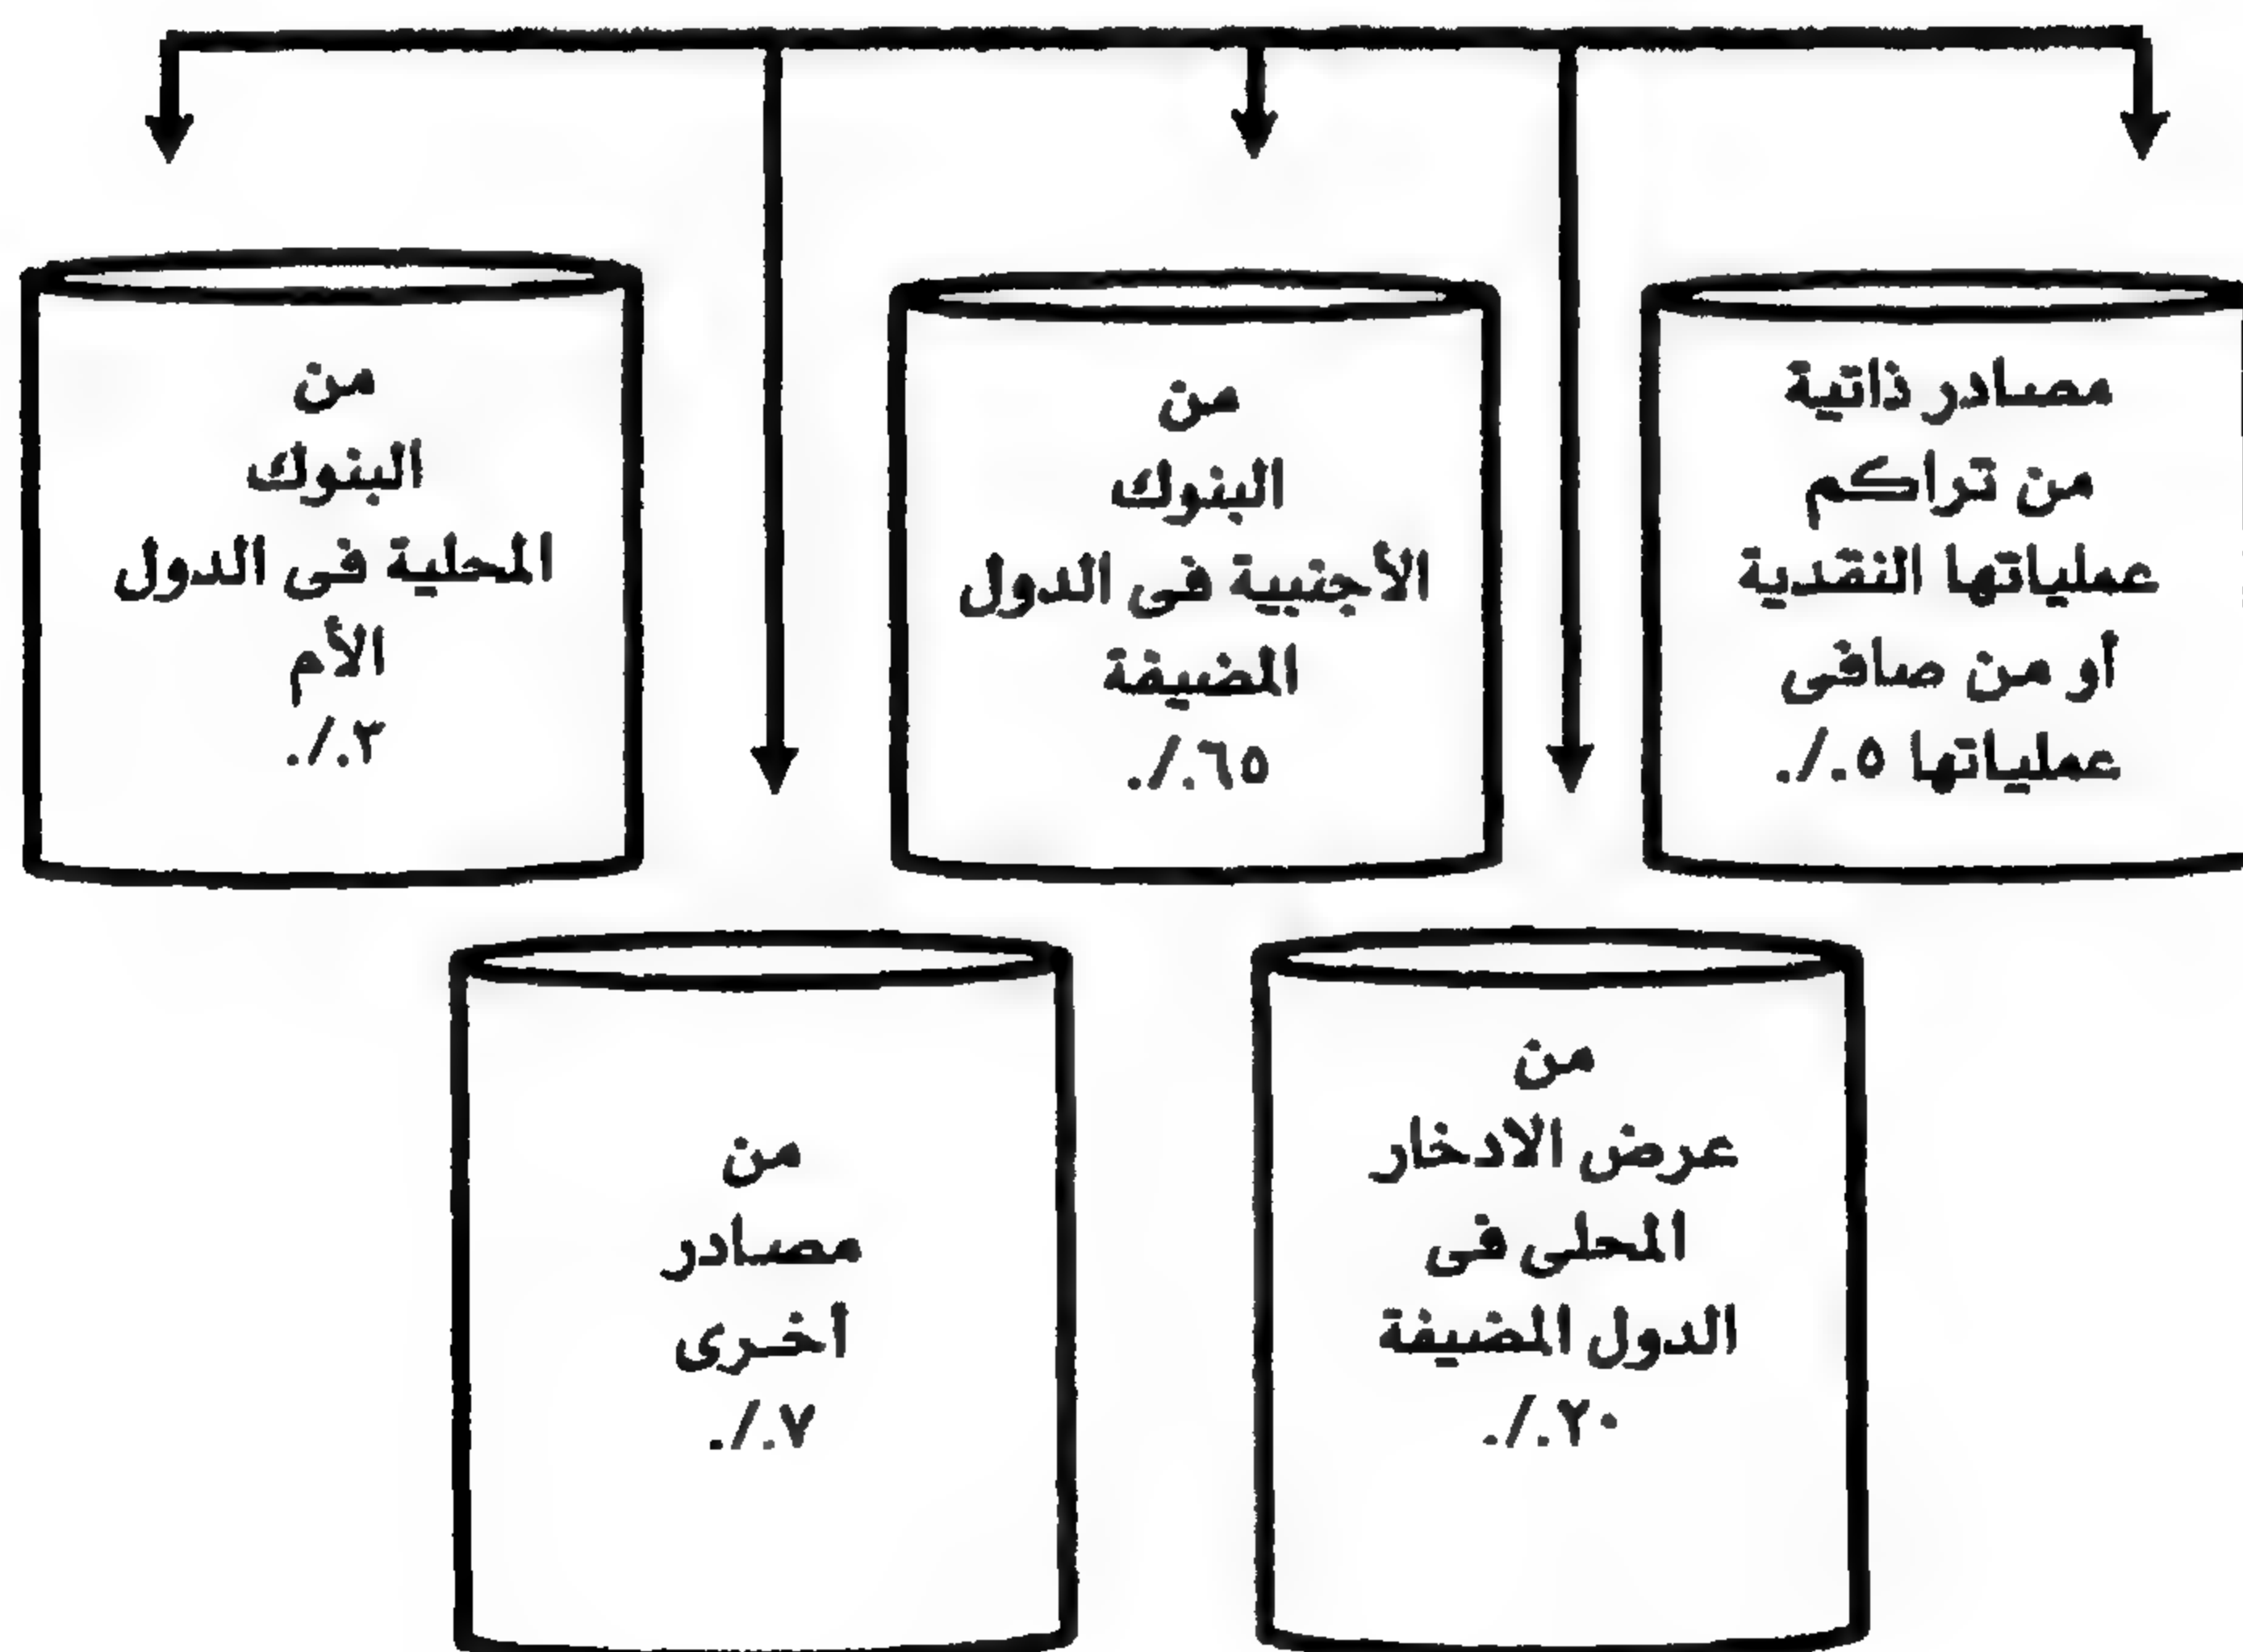 مصادر ذاتية
من تراكم
عملياتها النقدية
أو من صافى
عملياتها ٥٪
من
البنوك
الأجنبية فى الدول
المضيفة
٦٥٪
من
البنوك
المحلية فى الدول
الأم
٣٪
من
عرض الادخار
المحلى فى
الدول المضيفة
٢٠٪
من
مصادر
أخرى
٧٪